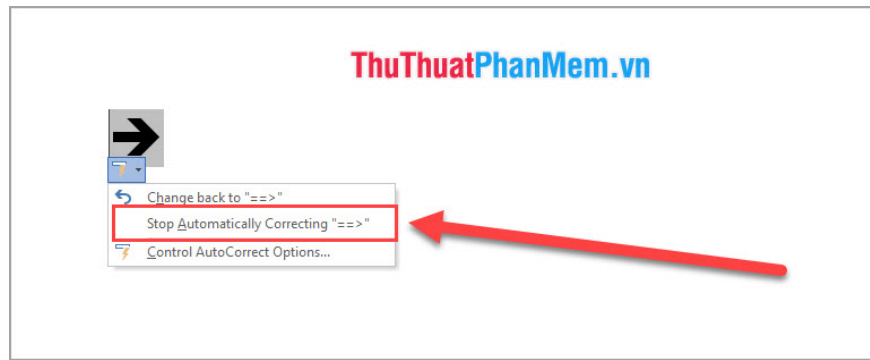 ThuThuatPhanMem.vn
Change back to "==>"
Stop Automatically Correcting "==>"
Control AutoCorrect Options...